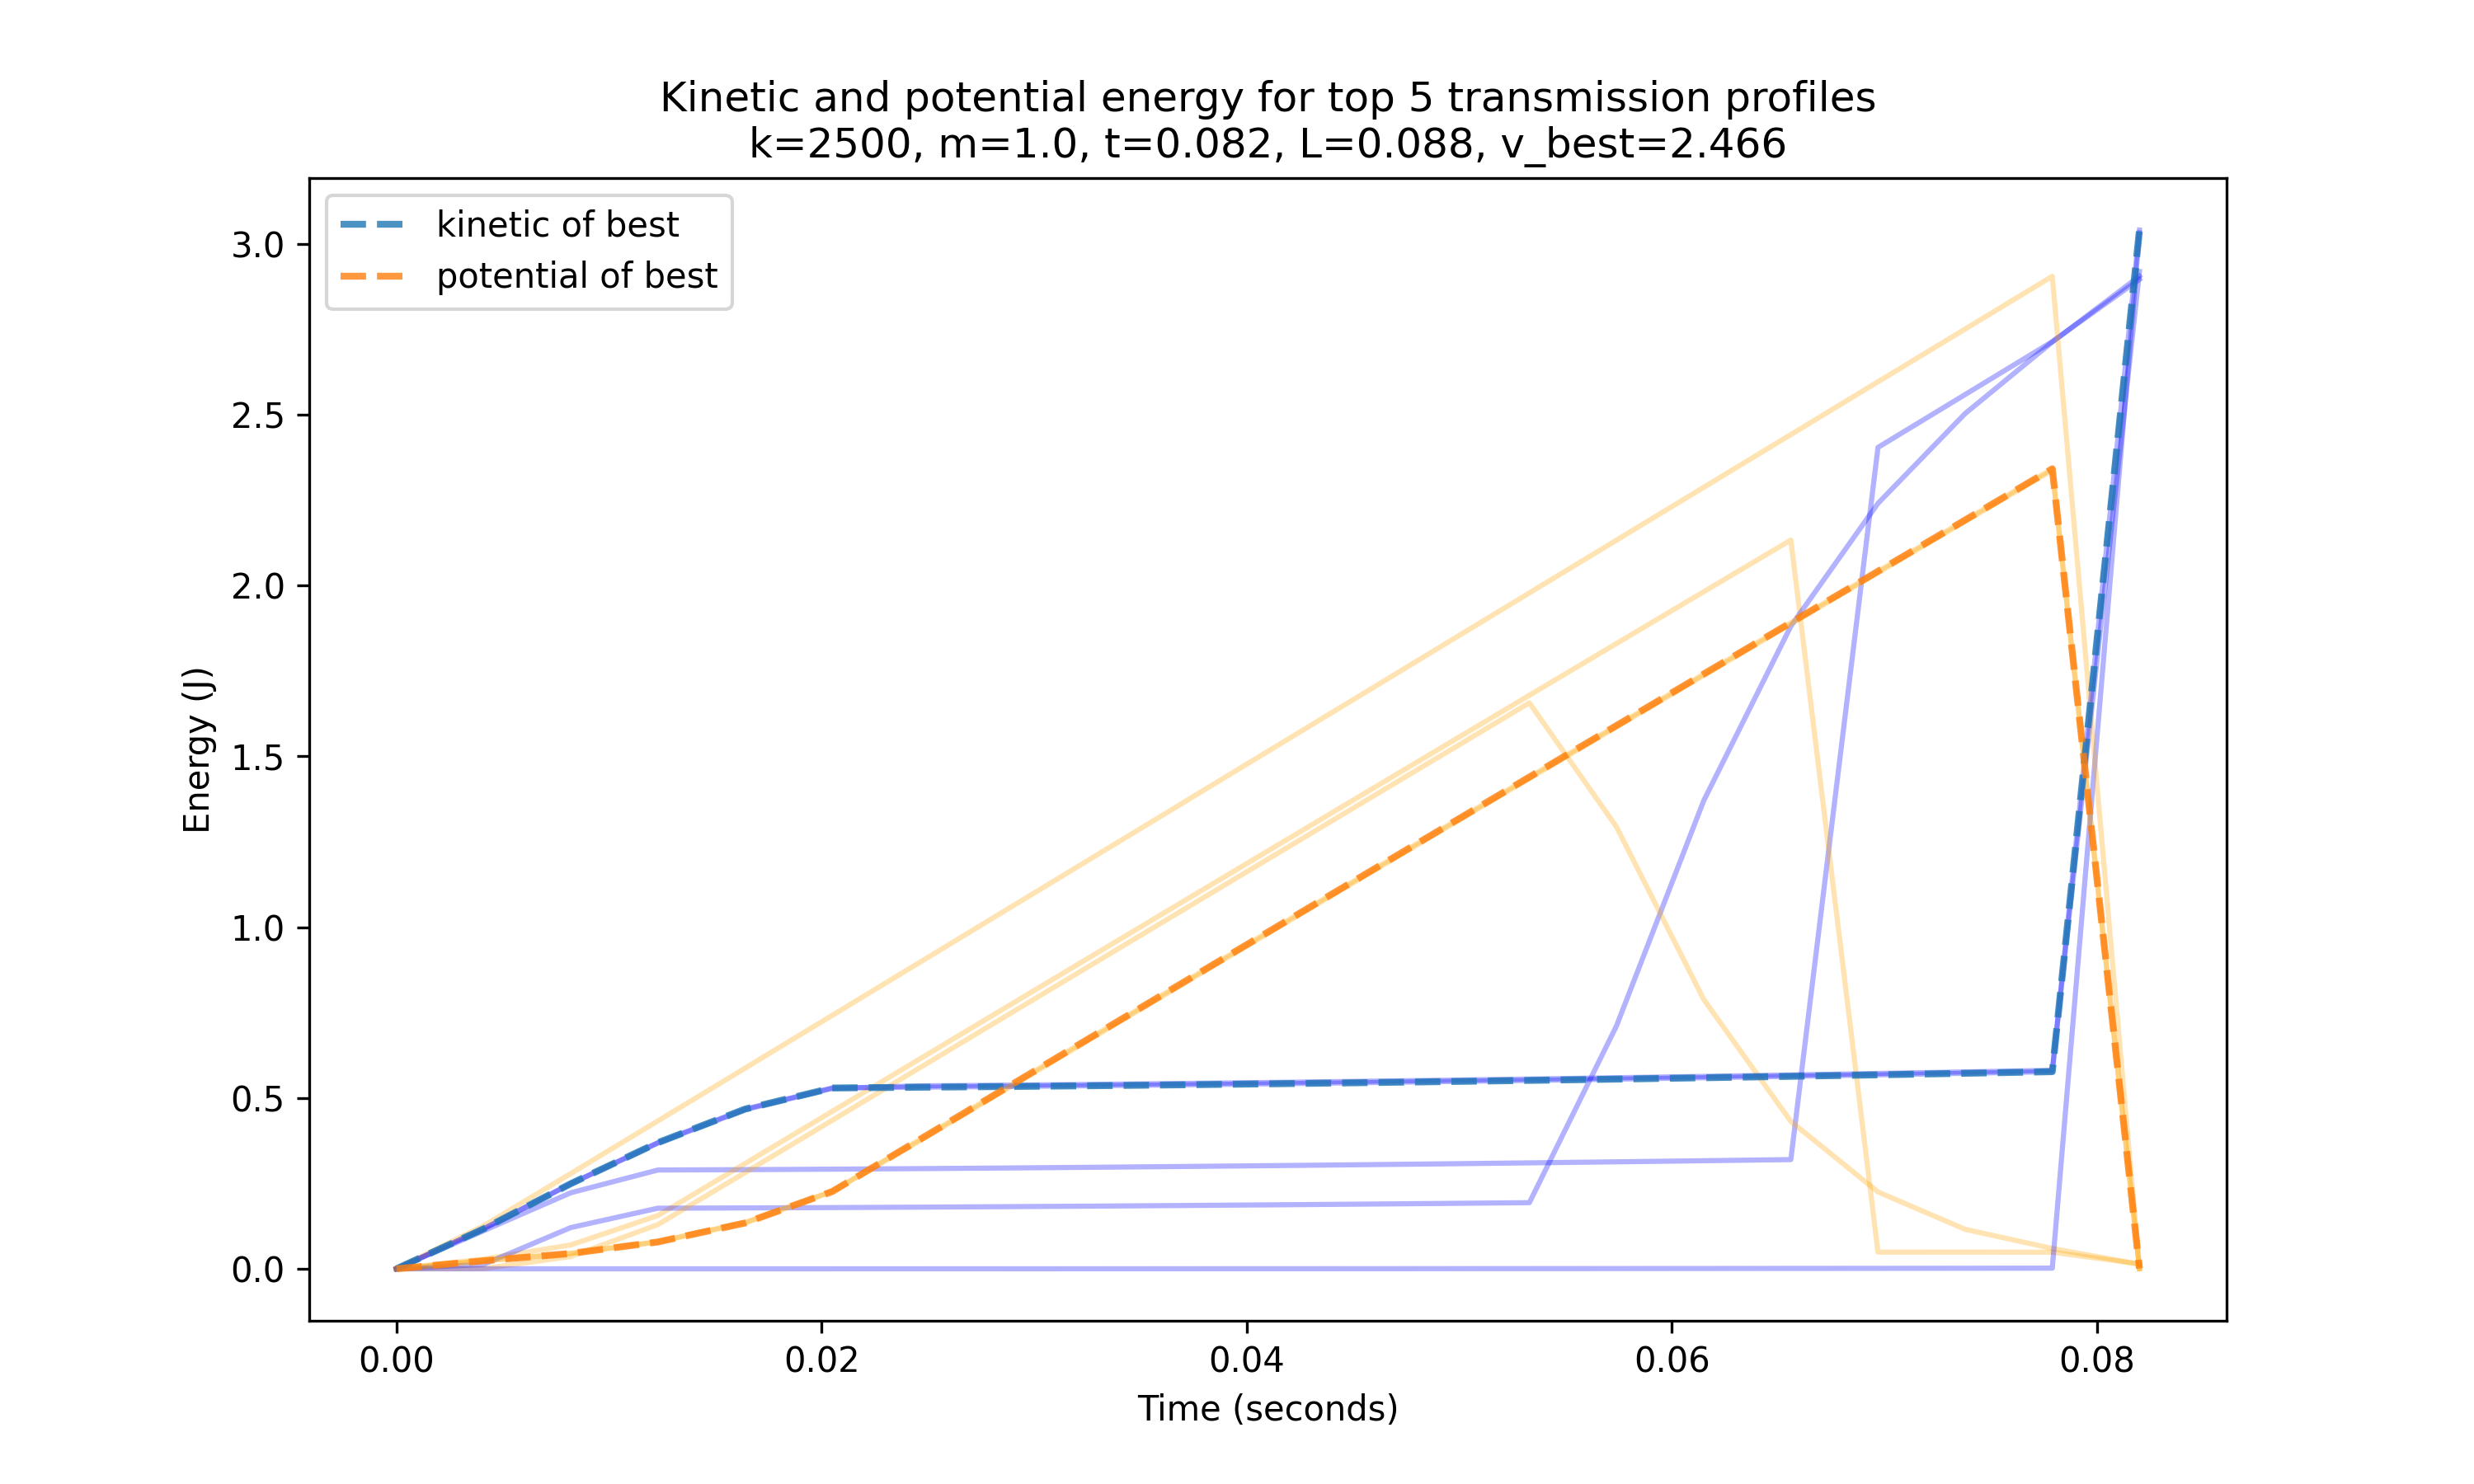 Kinetic and potential energy for top 5 transmission profiles
k=2500, m=1.0, t=0.082, L=0.088, v_best=2.466
kinetic of best
potential of best
3.0
2.5
2.0
1.5
1.0
0.5
0.0
Energy (J)
0.00 0.02 0.04 0.06 0.08
Time (seconds)